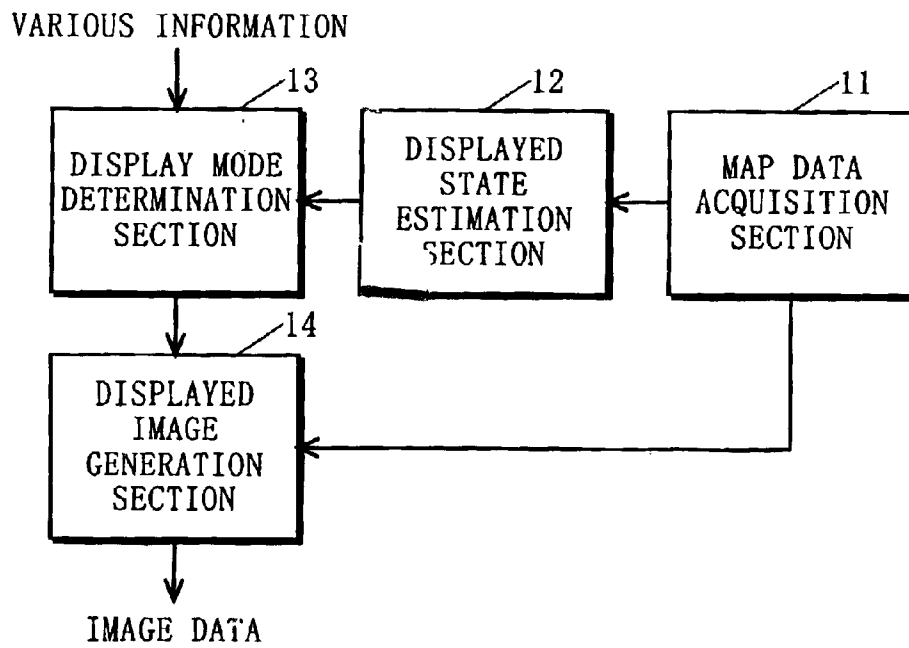 VARIOUS INFORMATION
13
12
11
DISPLAY MODE
DETERMINATION
SECTION
DISPLAYED
STATE
ESTIMATION
SECTION
MAP DATA
ACQUISITION
SECTION
14
DISPLAYED
IMAGE
GENERATION
SECTION
IMAGE DATA